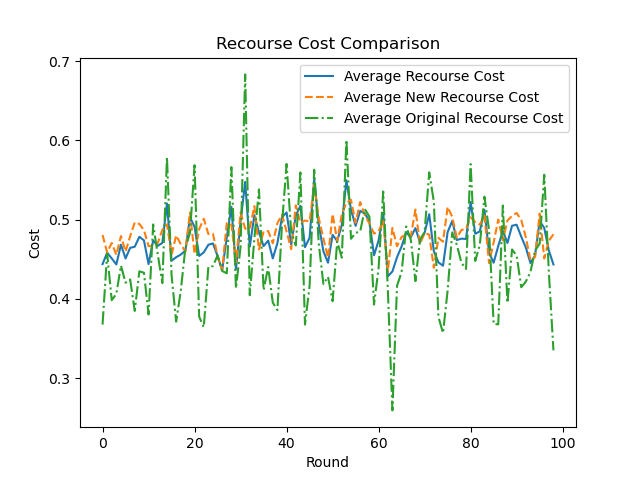 Recourse Cost Comparison
0.7
0.6
0.5
0.4
0.3
Cost
Average Recourse Cost
Average New Recourse Cost
Average Original Recourse Cost
0 20 40 60 80 100
Round